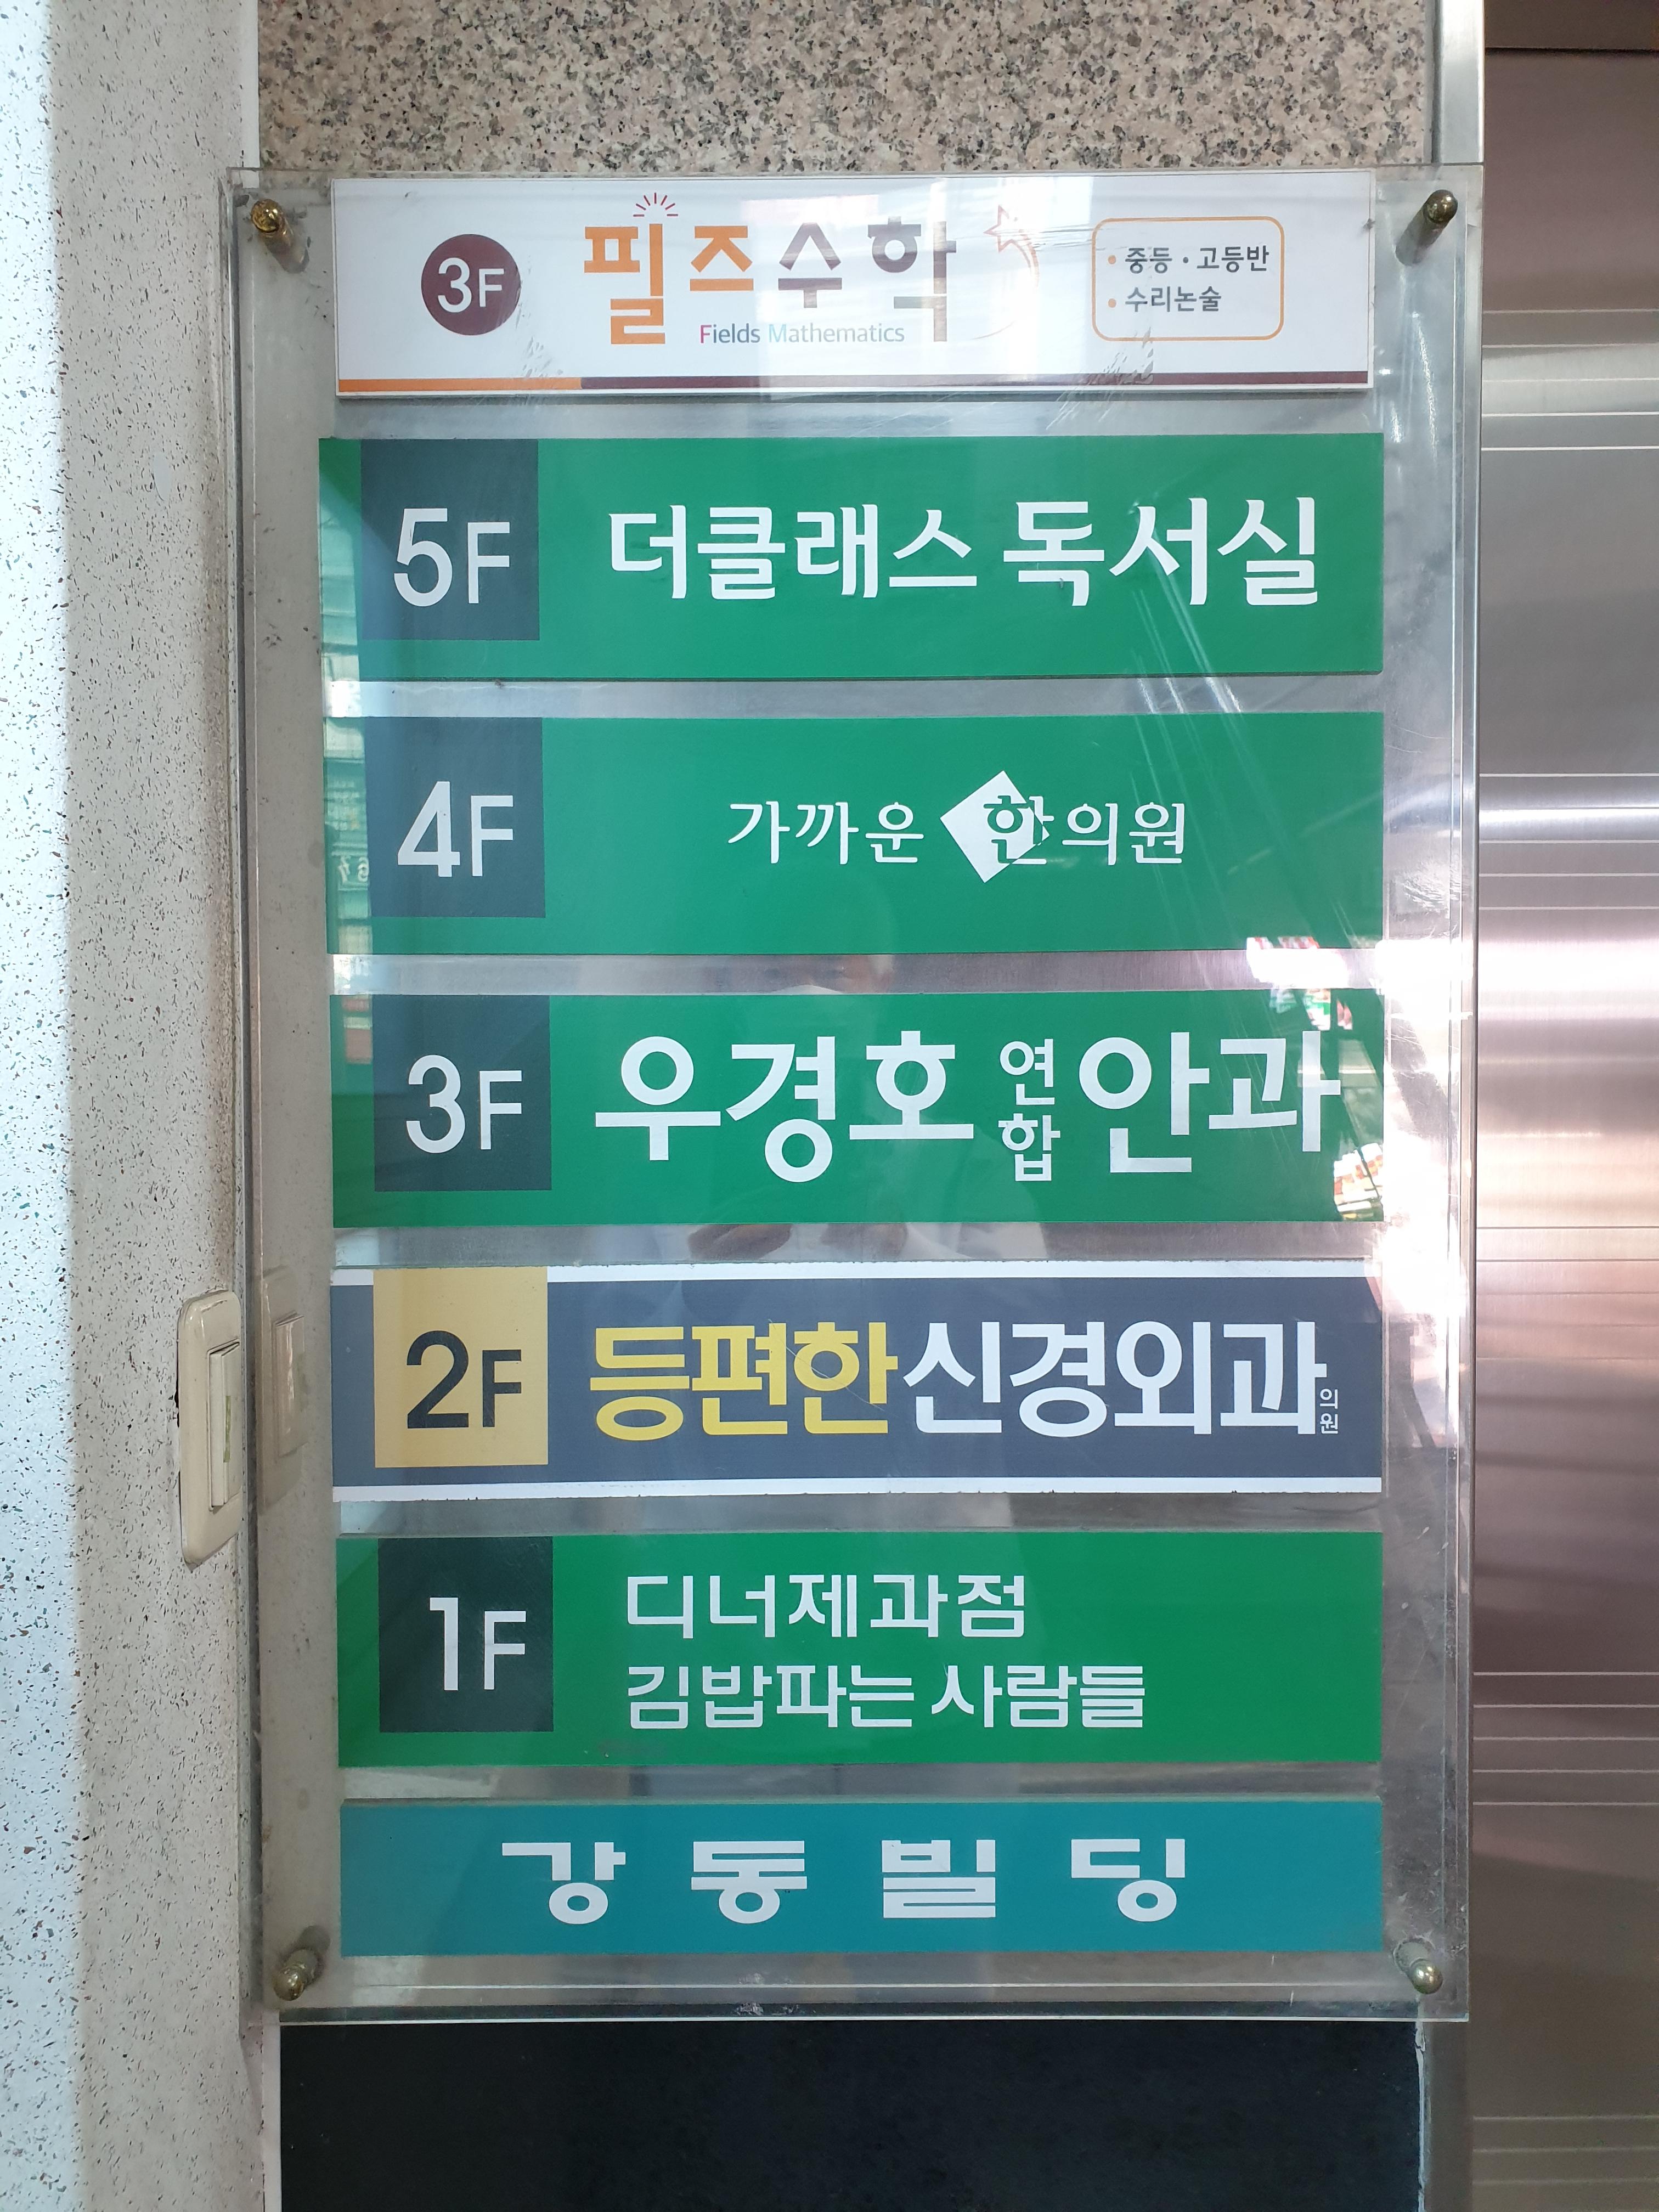 3F 필즈수학
Fields Mathematics
· 중등 · 고등반
· 수리논술
5F 더클래스 독서실
4F 가까운 한의원
3F 우경호 연합 안과
2F 등편한신경외과의원
1F 디너제과점
김밥파는 사람들
강동빌딩